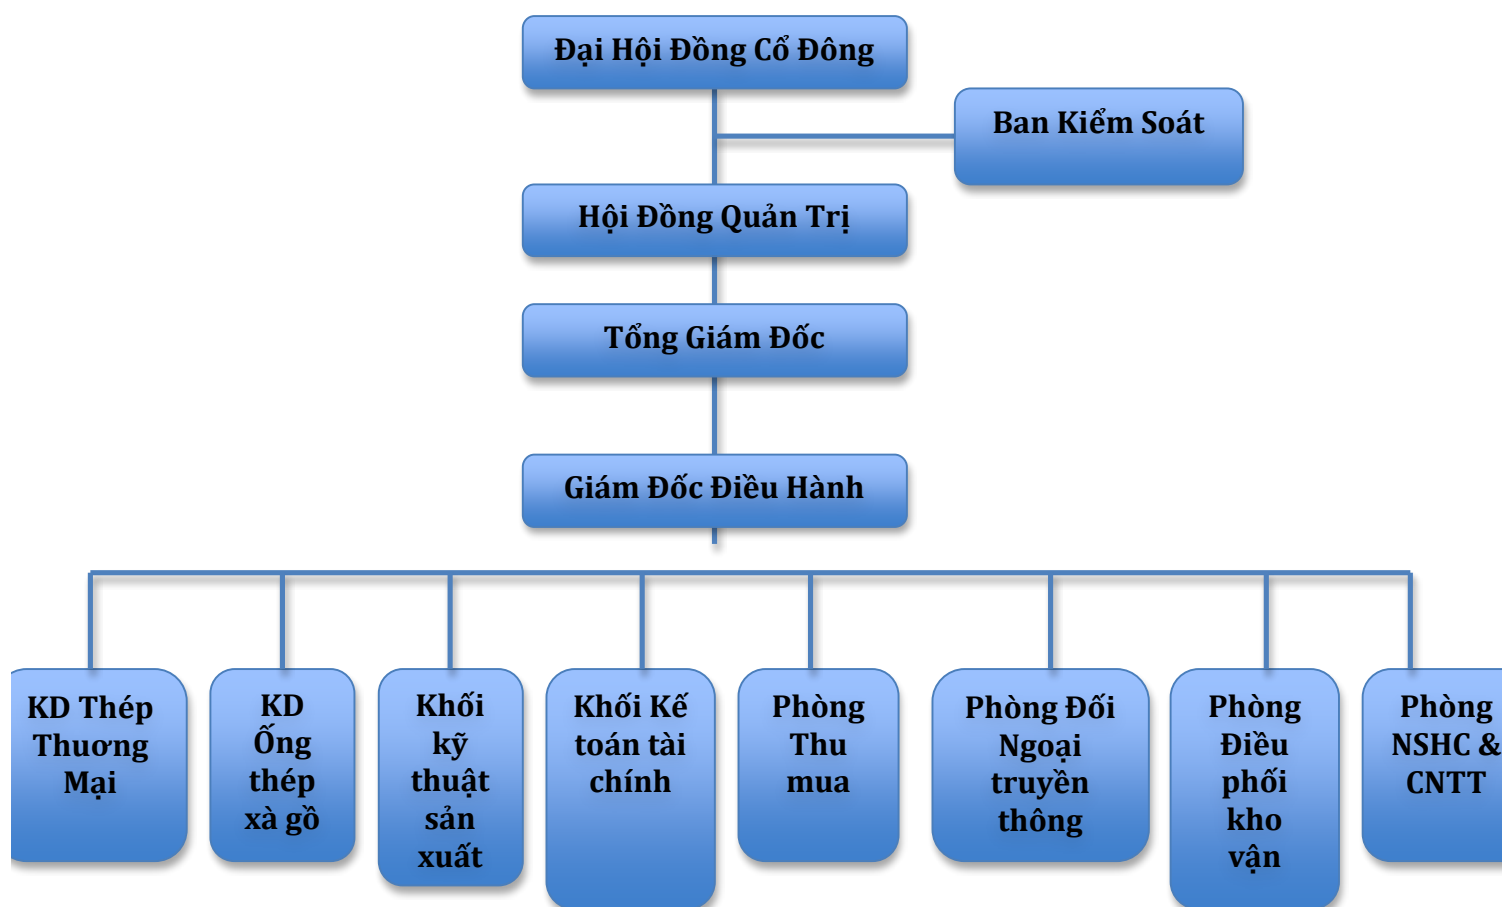 Đại Hội Đồng Cổ Đông
Ban Kiểm Soát
Hội Đồng Quản Trị
Tổng Giám Đốc
Giám Đốc Điều Hành
KD Thép
Thuơng
Mại
KD
Ống
thép
xà gồ
Khối
kỹ
thuật
sản
xuất
Khối Kế
toán tài
chính
Phòng
Thu
mua
Phòng Đối
Ngoại
truyền
thông
Phòng
Điều
phối
kho
vận
Phòng
NSHC &
CNTT